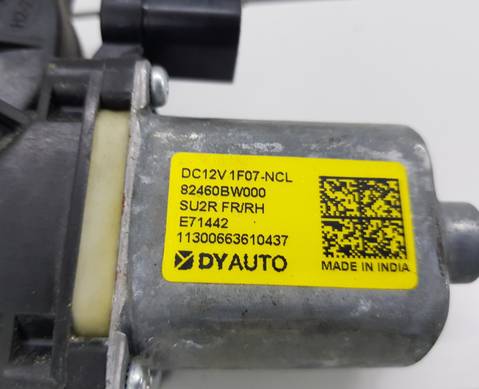 DC12V 1F07-NCL
82460BW000
SU2R FR/RH
E71442
11300663610437
DYAUTO
MADE IN INDIA